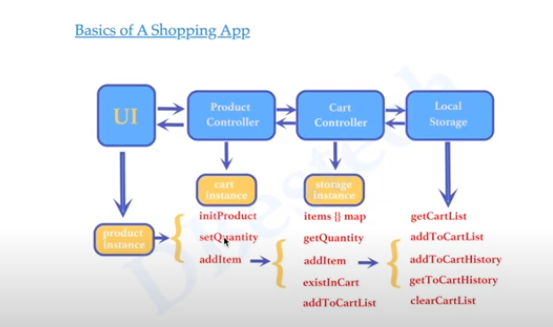 Basics of A Shopping App
UI
Product
Controller
Cart
Controller
Local
Storage
cart
instance
storage
instance
product
instance
initProduct
setQuantity
addItem
items || map
getQuantity
addItem
existInCart
addToCartList
getCartList
addToCartList
addToCartHistory
getToCartHistory
clearCartList